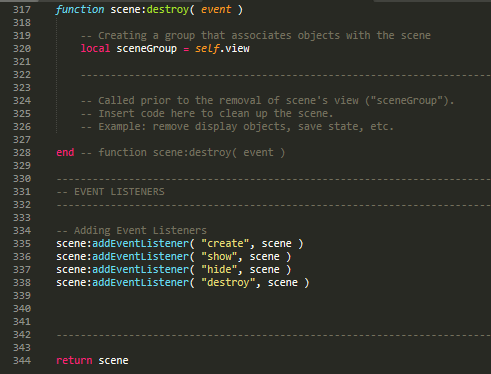 317 function scene:destroy( event )
318
319 -- Creating a group that associates objects with the scene
320 local sceneGroup = self.view
321
322 -----------------------------------------------------------------
323
324 -- Called prior to the removal of scene's view ("sceneGroup").
325 -- Insert code here to clean up the scene.
326 -- Example: remove display objects, save state, etc.
327
328 end -- function scene:destroy( event )
329
330 ---------------------------------------------------------------------
331 -- EVENT LISTENERS
332 ---------------------------------------------------------------------
333
334 -- Adding Event Listeners
335 scene:addEventListener( "create", scene )
336 scene:addEventListener( "show", scene )
337 scene:addEventListener( "hide", scene )
338 scene:addEventListener( "destroy", scene )
339
340
341
342 ---------------------------------------------------------------------
343
344 return scene